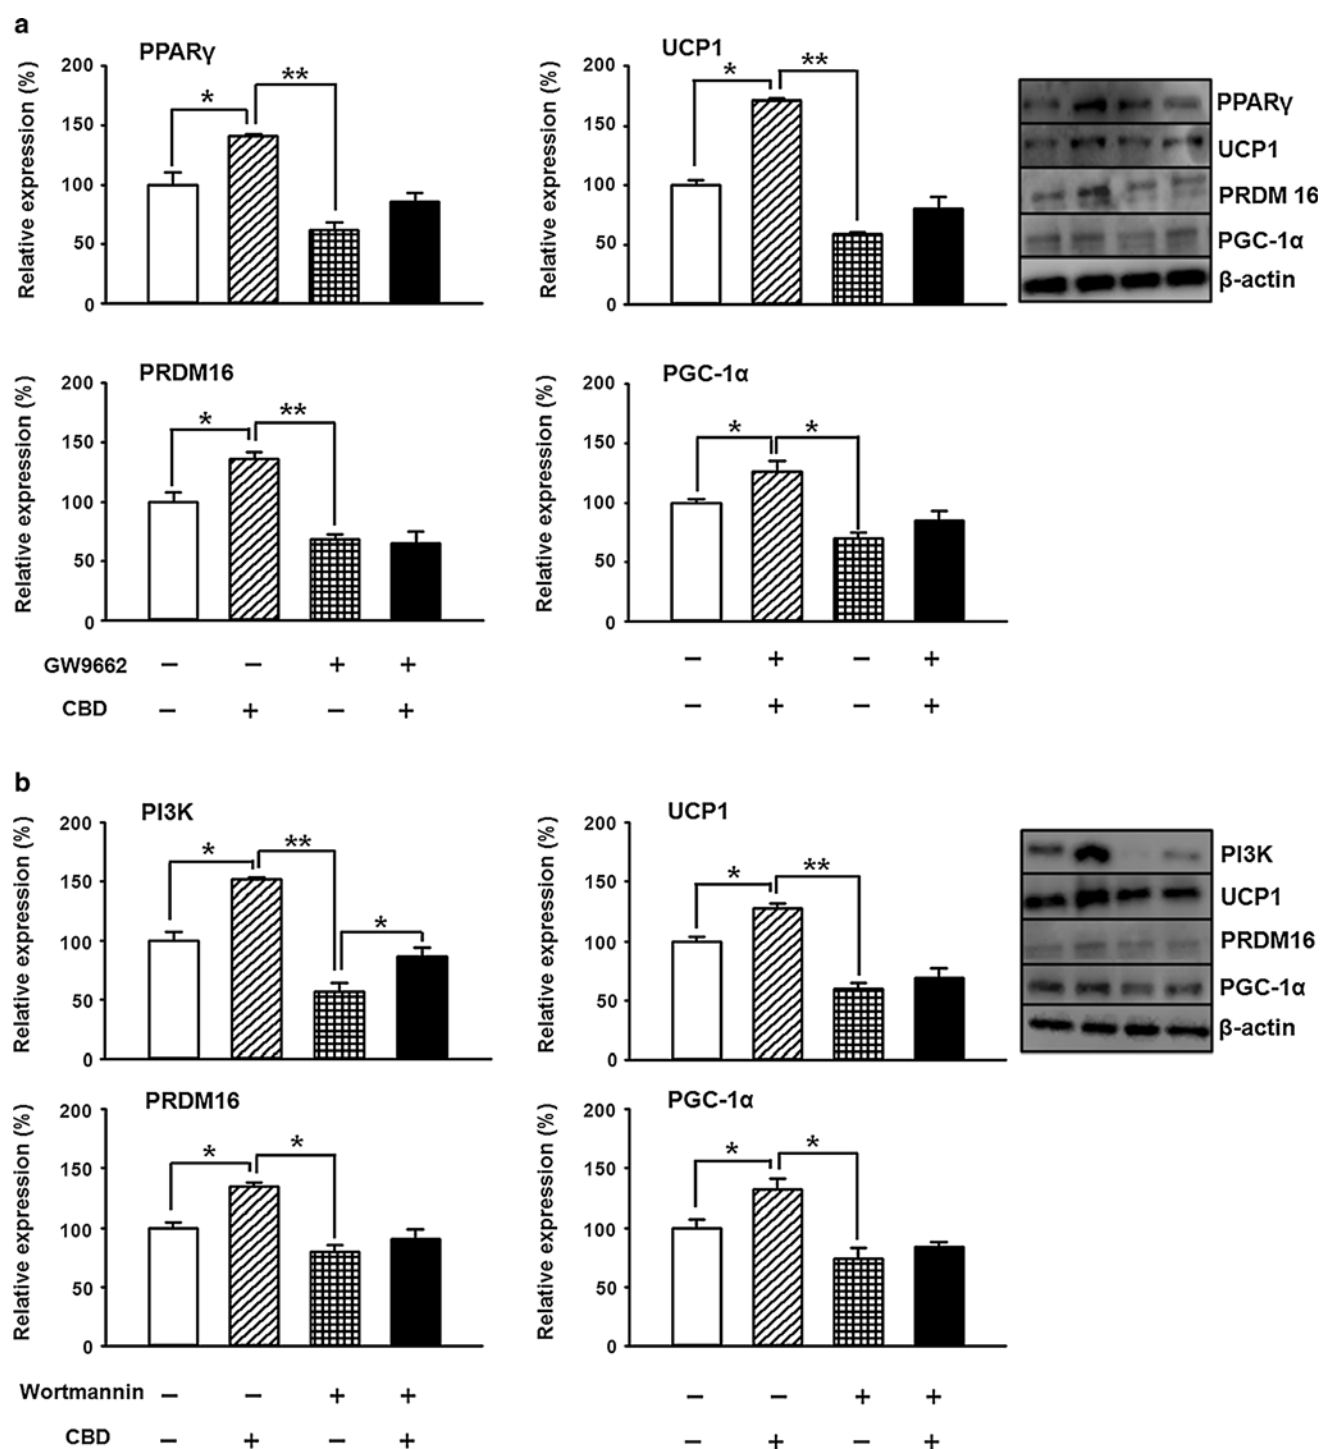 a
PPARγ
Relative expression (%)
200
150
100
50
0
* **
UCP1
Relative expression (%)
200
150
100
50
0
* **
PPARγ
UCP1
PRDM 16
PGC-1α
β-actin
PRDM16
Relative expression (%)
200
150
100
50
0
* **
PGC-1α
Relative expression (%)
200
150
100
50
0
* *
GW9662 − − + + − + − +
CBD − + − + − + − +
b
PI3K
Relative expression (%)
200
150
100
50
0
* ** *
UCP1
Relative expression (%)
200
150
100
50
0
* **
PI3K
UCP1
PRDM16
PGC-1α
β-actin
PRDM16
Relative expression (%)
200
150
100
50
0
* *
PGC-1α
Relative expression (%)
200
150
100
50
0
* *
Wortmannin − − + + − − + +
CBD − + − + − + − +